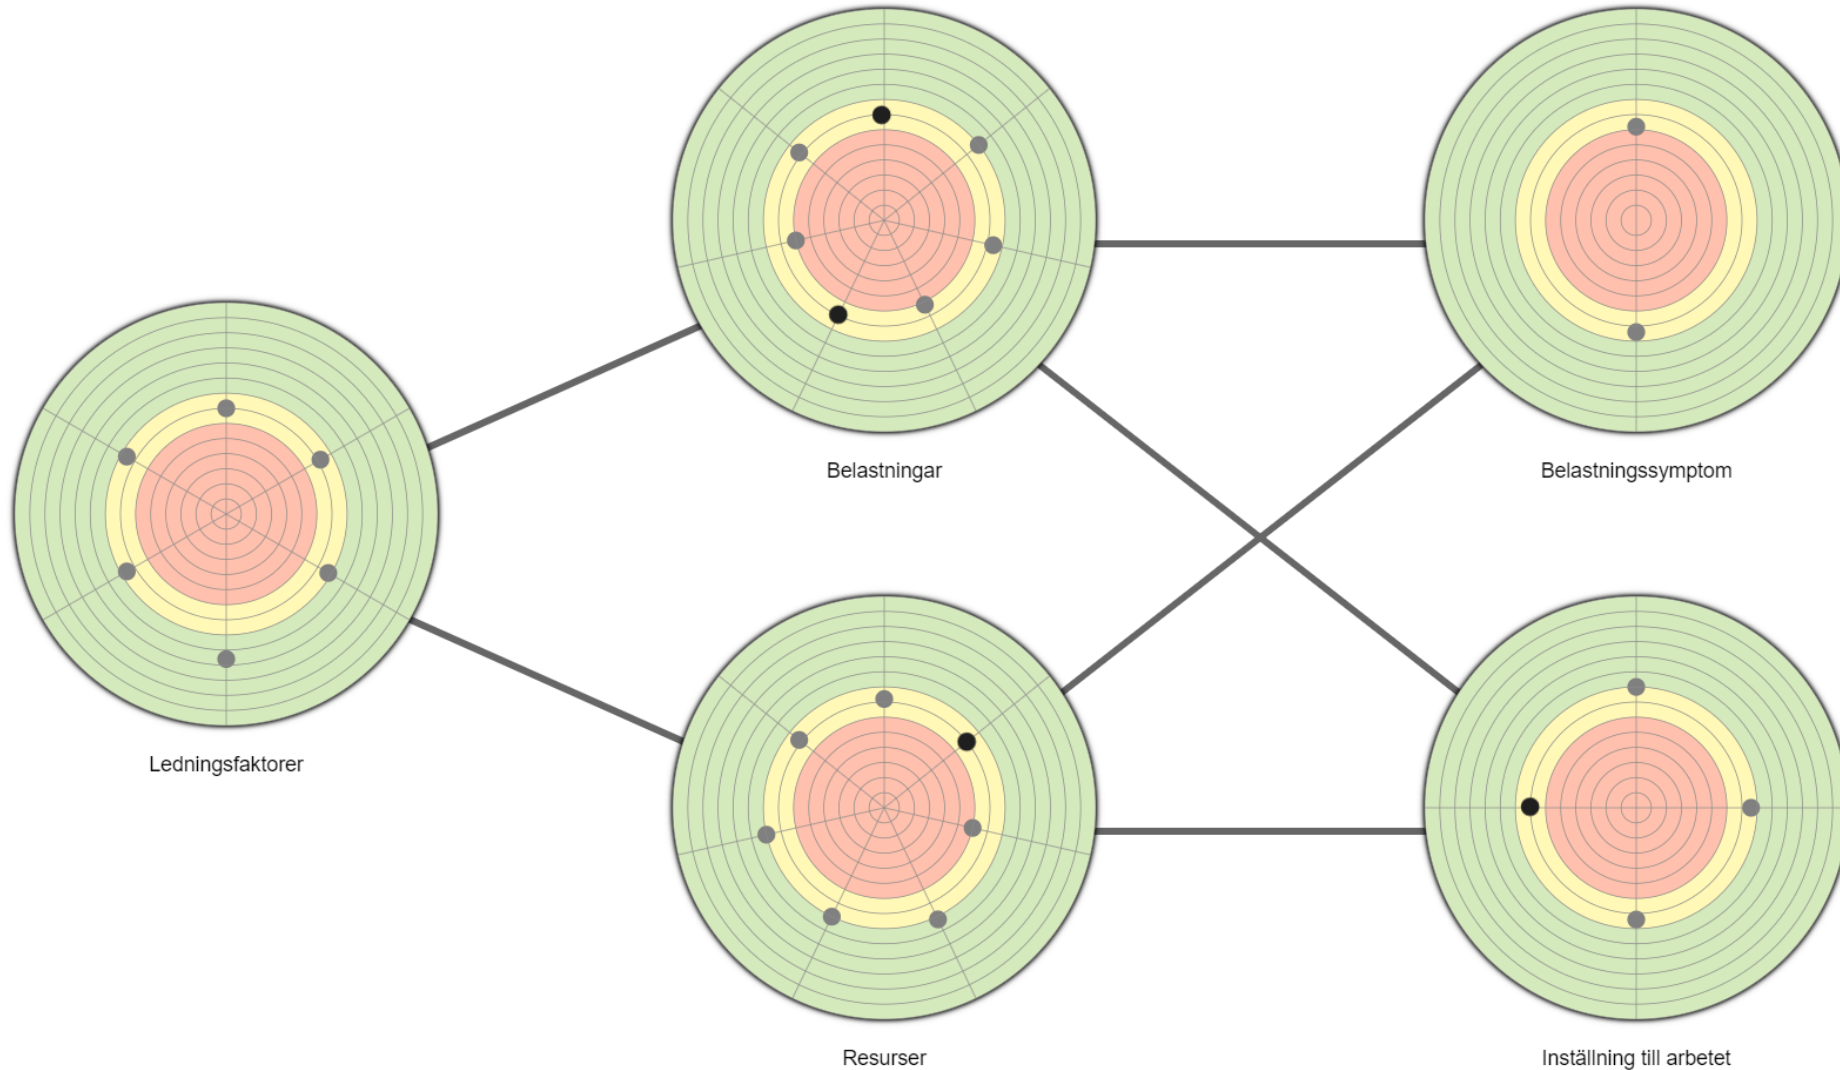 Belastningar
Belastningssymptom
Ledningsfaktorer
Resurser
Inställning till arbetet